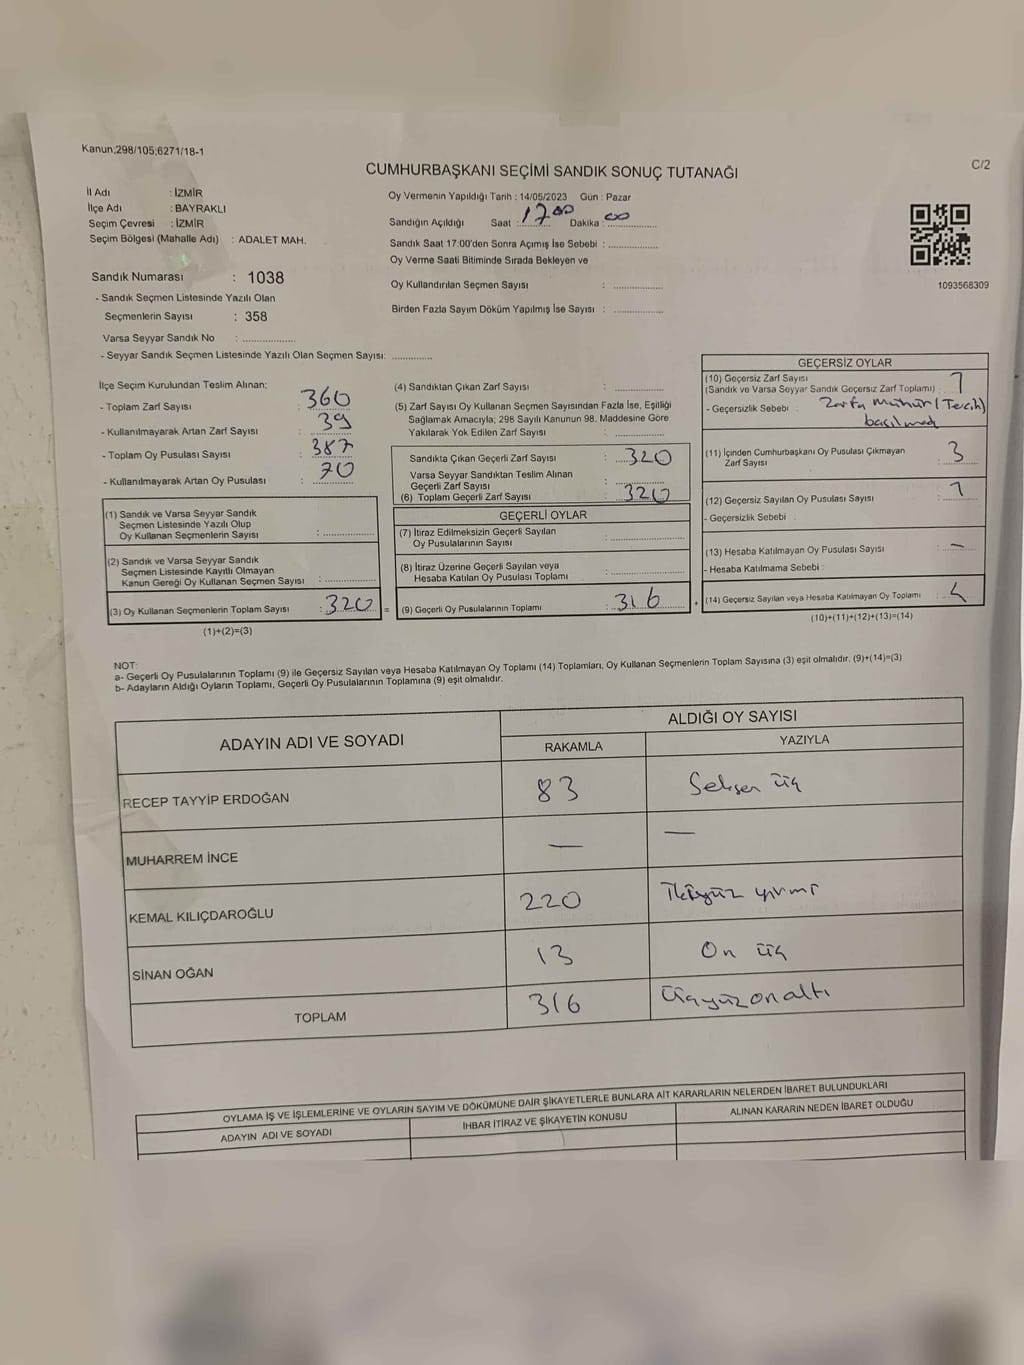 Kanun;298/105;6271/18-1
CUMHURBAŞKANI SEÇİMİ SANDIK SONUÇ TUTANAĞI
C/2
İl Adı : İZMİR
İlçe Adı : BAYRAKLI
Seçim Çevresi : İZMİR
Seçim Bölgesi (Mahalle Adı) : ADALET MAH.
Sandık Numarası : 1038
- Sandık Seçmen Listesinde Yazılı Olan
Seçmenlerin Sayısı : 358
Varsa Seyyar Sandık No : ....................
- Seyyar Sandık Seçmen Listesinde Yazılı Olan Seçmen Sayısı: ..............
Oy Vermenin Yapıldığı Tarih : 14/05/2023 Gün : Pazar
Sandığın Açıldığı Saat : 17 00 Dakika : 00
Sandık Saat 17:00'den Sonra Açımış İse Sebebi : .................
Oy Verme Saati Bitiminde Sırada Bekleyen ve
Oy Kullandırılan Seçmen Sayısı : .................
Birden Fazla Sayım Döküm Yapılmış İse Sayısı : .................
1093568309
İlçe Seçim Kurulundan Teslim Alınan;
- Toplam Zarf Sayısı : 360
- Kullanılmayarak Artan Zarf Sayısı : 39
- Toplam Oy Pusulası Sayısı : 387
- Kullanılmayarak Artan Oy Pusulası : 70
(1) Sandık ve Varsa Seyyar Sandık
Seçmen Listesinde Yazılı Olup
Oy Kullanan Seçmenlerin Sayısı : .................
(2) Sandık ve Varsa Seyyar Sandık
Seçmen Listesinde Kayıtlı Olmayan
Kanun Gereği Oy Kullanan Seçmen Sayısı : .................
(3) Oy Kullanan Seçmenlerin Toplam Sayısı : 320
(1)+(2)=(3)
(4) Sandıktan Çıkan Zarf Sayısı : .................
(5) Zarf Sayısı Oy Kullanan Seçmen Sayısından Fazla İse, Eşitliği
Sağlamak Amacıyla; 298 Sayılı Kanunun 98. Maddesine Göre
Yakılarak Yok Edilen Zarf Sayısı : .................
Sandıkta Çıkan Geçerli Zarf Sayısı : 320
Varsa Seyyar Sandıktan Teslim Alınan
Geçerli Zarf Sayısı : .................
(6) Toplam Geçerli Zarf Sayısı : 320
GEÇERLİ OYLAR
(7) İtiraz Edilmeksizin Geçerli Sayılan
Oy Pusulalarının Sayısı : .................
(8) İtiraz Üzerine Geçerli Sayılan veya
Hesaba Katılan Oy Pusulası Toplamı : .................
= (9) Geçerli Oy Pusulalarının Toplamı : 316 +
GEÇERSİZ OYLAR
(10) Geçersiz Zarf Sayısı
(Sandık ve Varsa Seyyar Sandık Geçersiz Zarf Toplamı) : 1
- Geçersizlik Sebebi : Zarfa mühür (Tercih)
(11) İçinden Cumhurbaşkanı Oy Pusulası Çıkmayan
Zarf Sayısı : 3
(12) Geçersiz Sayılan Oy Pusulası Sayısı : 1
- Geçersizlik Sebebi :
(13) Hesaba Katılmayan Oy Pusulası Sayısı : —
- Hesaba Katılmama Sebebi :
(14) Geçersiz Sayılan veya Hesaba Katılmayan Oy Toplamı :
(10)+(11)+(12)+(13)=(14)
NOT:
a- Geçerli Oy Pusulalarının Toplamı (9) ile Geçersiz Sayılan veya Hesaba Katılmayan Oy Toplamı (14) Toplamları, Oy Kullanan Seçmenlerin Toplam Sayısına (3) eşit olmalıdır. (9)+(14)=(3)
b- Adayların Aldığı Oyların Toplamı, Geçerli Oy Pusulalarının Toplamına (9) eşit olmalıdır.
ADAYIN ADI VE SOYADI
ALDIĞI OY SAYISI
RAKAMLA YAZIYLA
RECEP TAYYİP ERDOĞAN 83 Seksen üç
MUHARREM İNCE — —
KEMAL KILIÇDAROĞLU 220 İkiyüz yirmi
SİNAN OĞAN 13 On üç
TOPLAM 316 Üçyüzonaltı
OYLAMA İŞ VE İŞLEMLERİNE VE OYLARIN SAYIM VE DÖKÜMÜNE DAİR ŞİKAYETLERLE BUNLARA AİT KARARLARIN NELERDEN İBARET BULUNDUKLARI
ADAYIN ADI VE SOYADI İHBAR İTİRAZ VE ŞİKAYETİN KONUSU ALINAN KARARIN NEDEN İBARET OLDUĞU